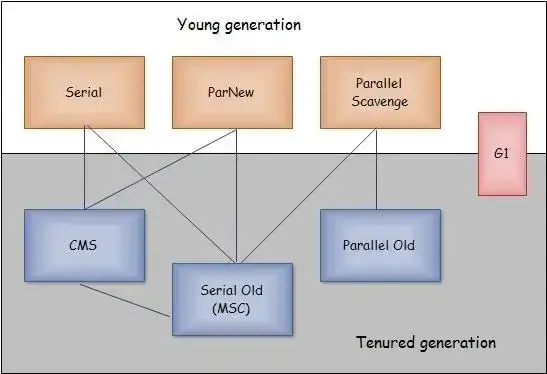 Young generation
Serial
ParNew
Parallel
Scavenge
G1
CMS
Serial Old
(MSC)
Parallel Old
Tenured generation